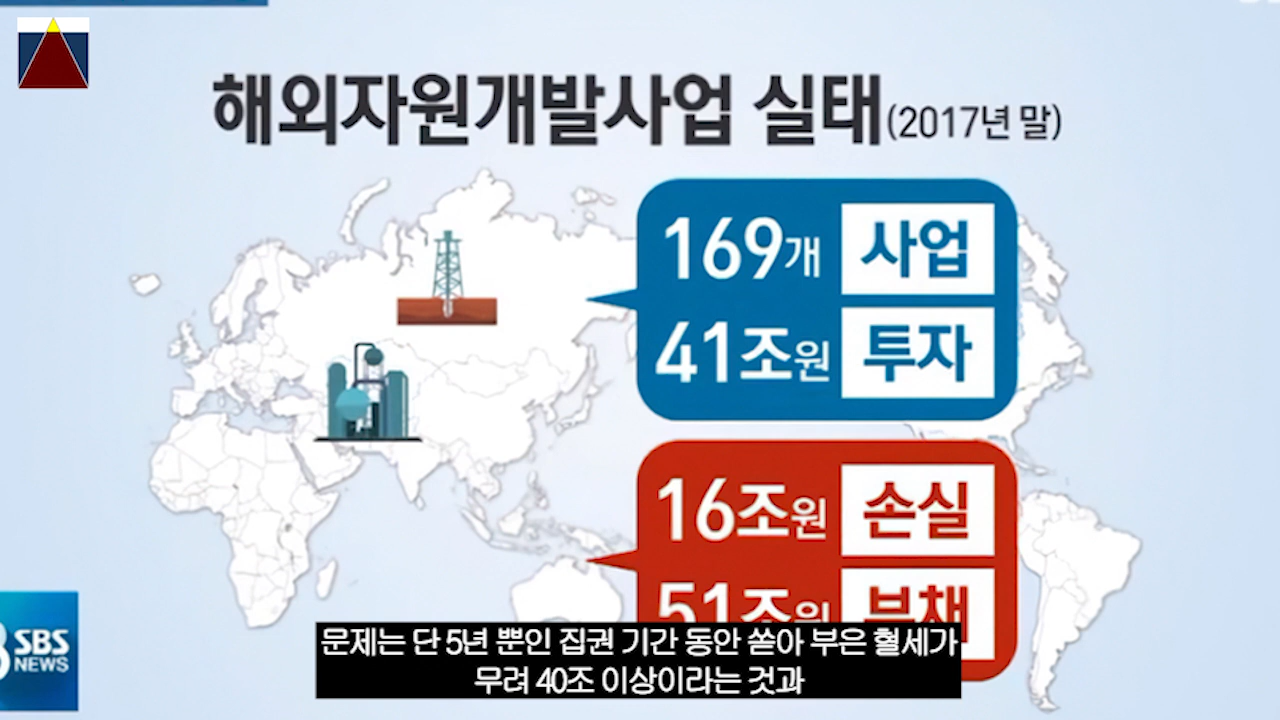 해외자원개발사업 실태(2017년 말)
169개 사업
41조원 투자
16조원 손실
51조원 부채
SBS
NEWS
문제는 단 5년 뿐인 집권 기간 동안 쏟아 부은 혈세가
무려 40조 이상이라는 것과